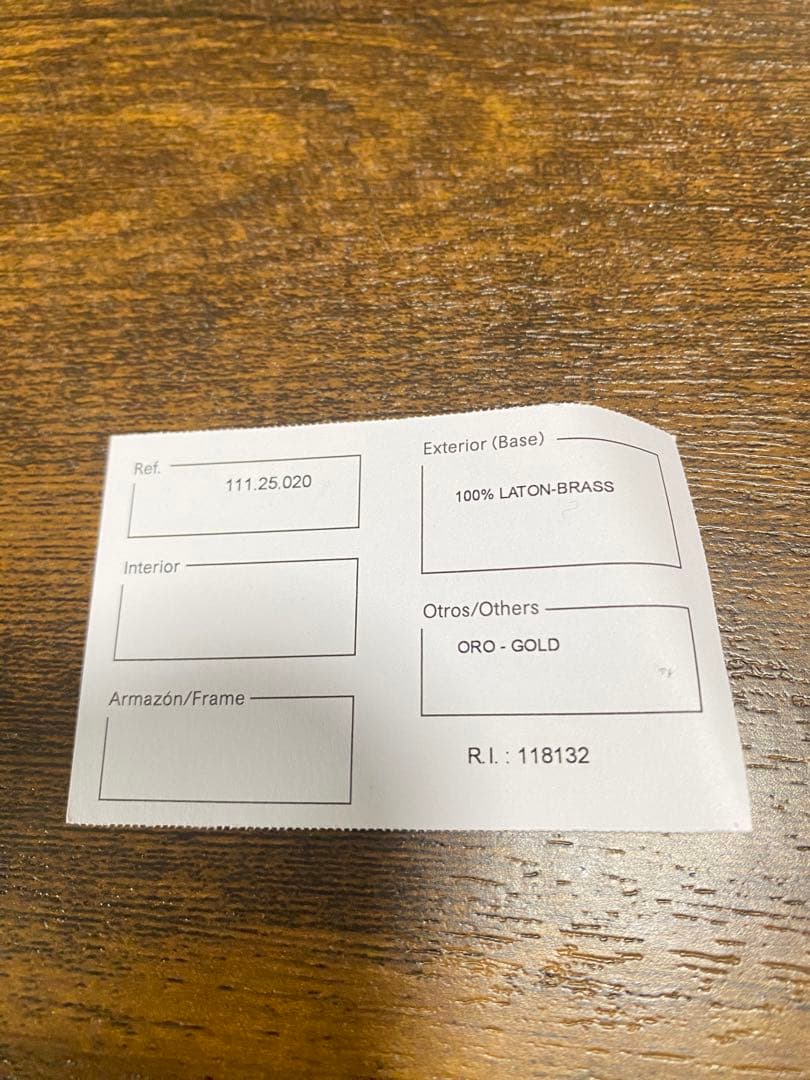 Ref.
111.25.020
Interior
Armazón/Frame
Exterior (Base)
100% LATON-BRASS
Otros/Others
ORO - GOLD
R.I. : 118132